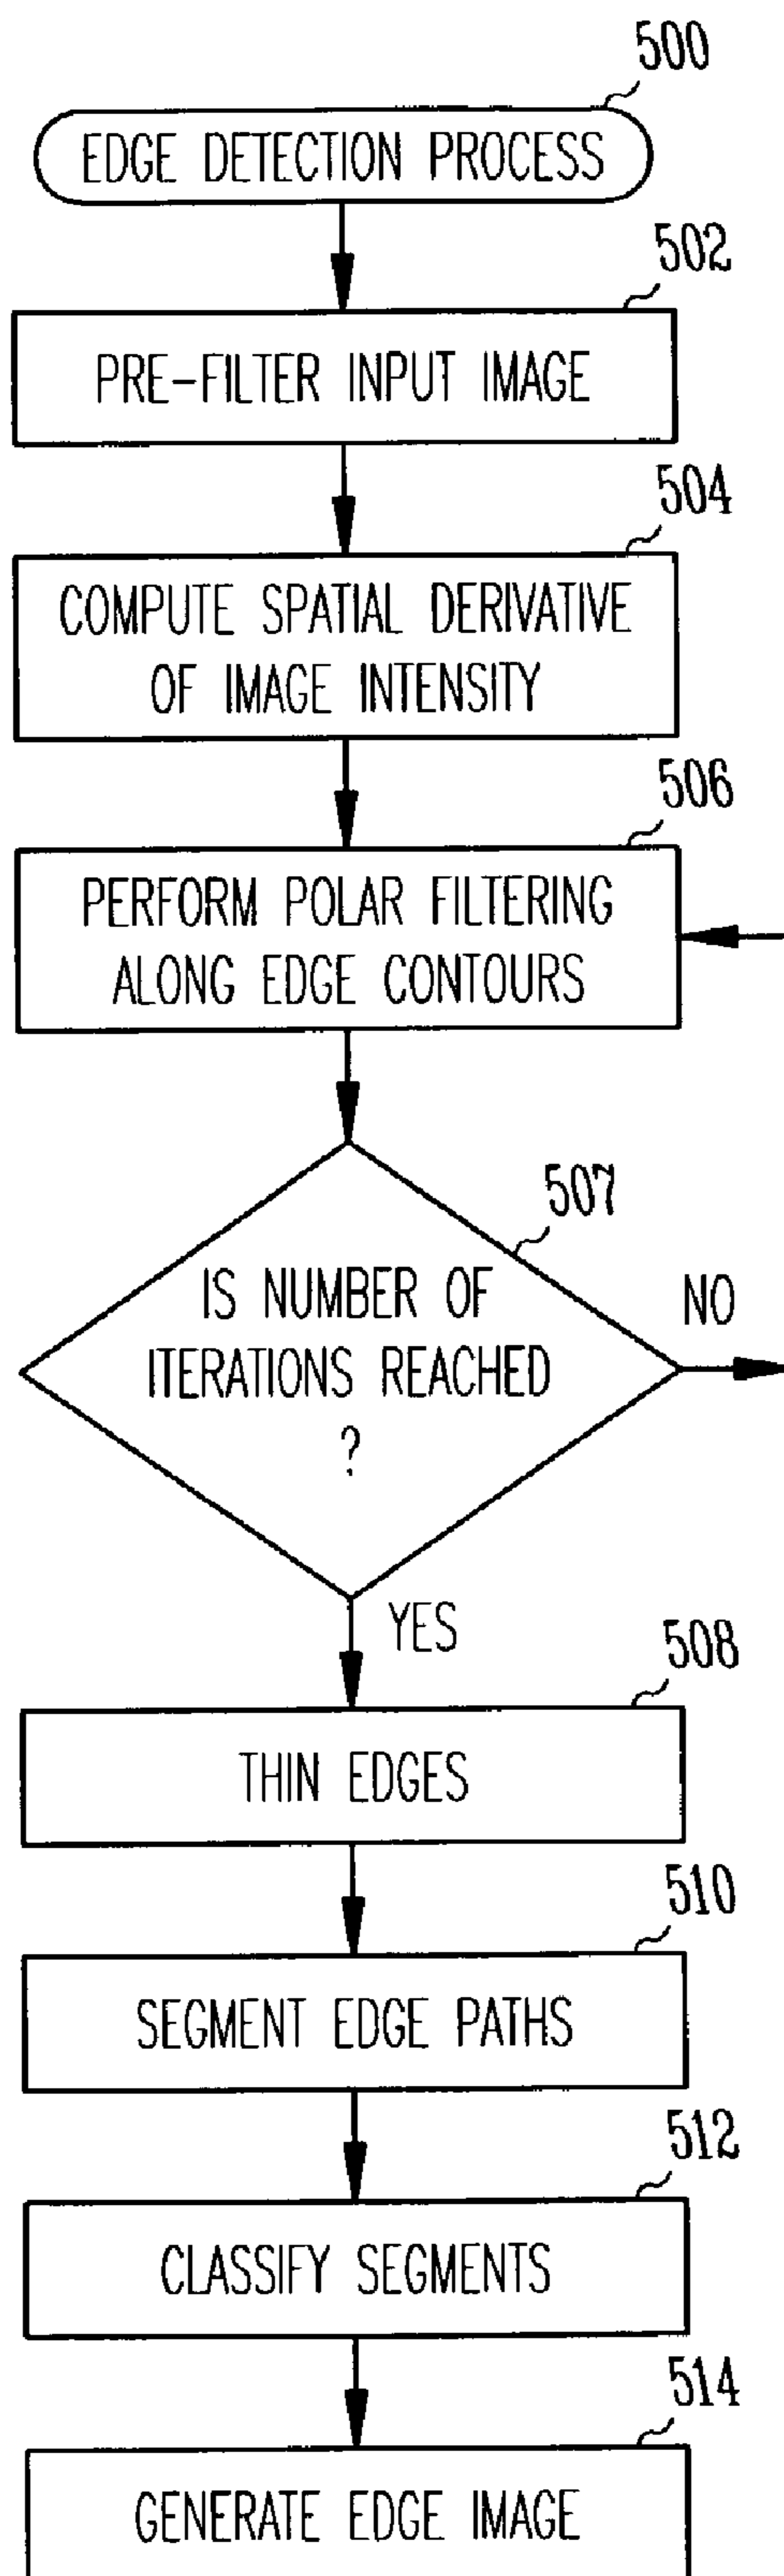 500
EDGE DETECTION PROCESS
502
PRE-FILTER INPUT IMAGE
504
COMPUTE SPATIAL DERIVATIVE
OF IMAGE INTENSITY
506
PERFORM POLAR FILTERING
ALONG EDGE CONTOURS
507
IS NUMBER OF
ITERATIONS REACHED
?
NO
YES
508
THIN EDGES
510
SEGMENT EDGE PATHS
512
CLASSIFY SEGMENTS
514
GENERATE EDGE IMAGE